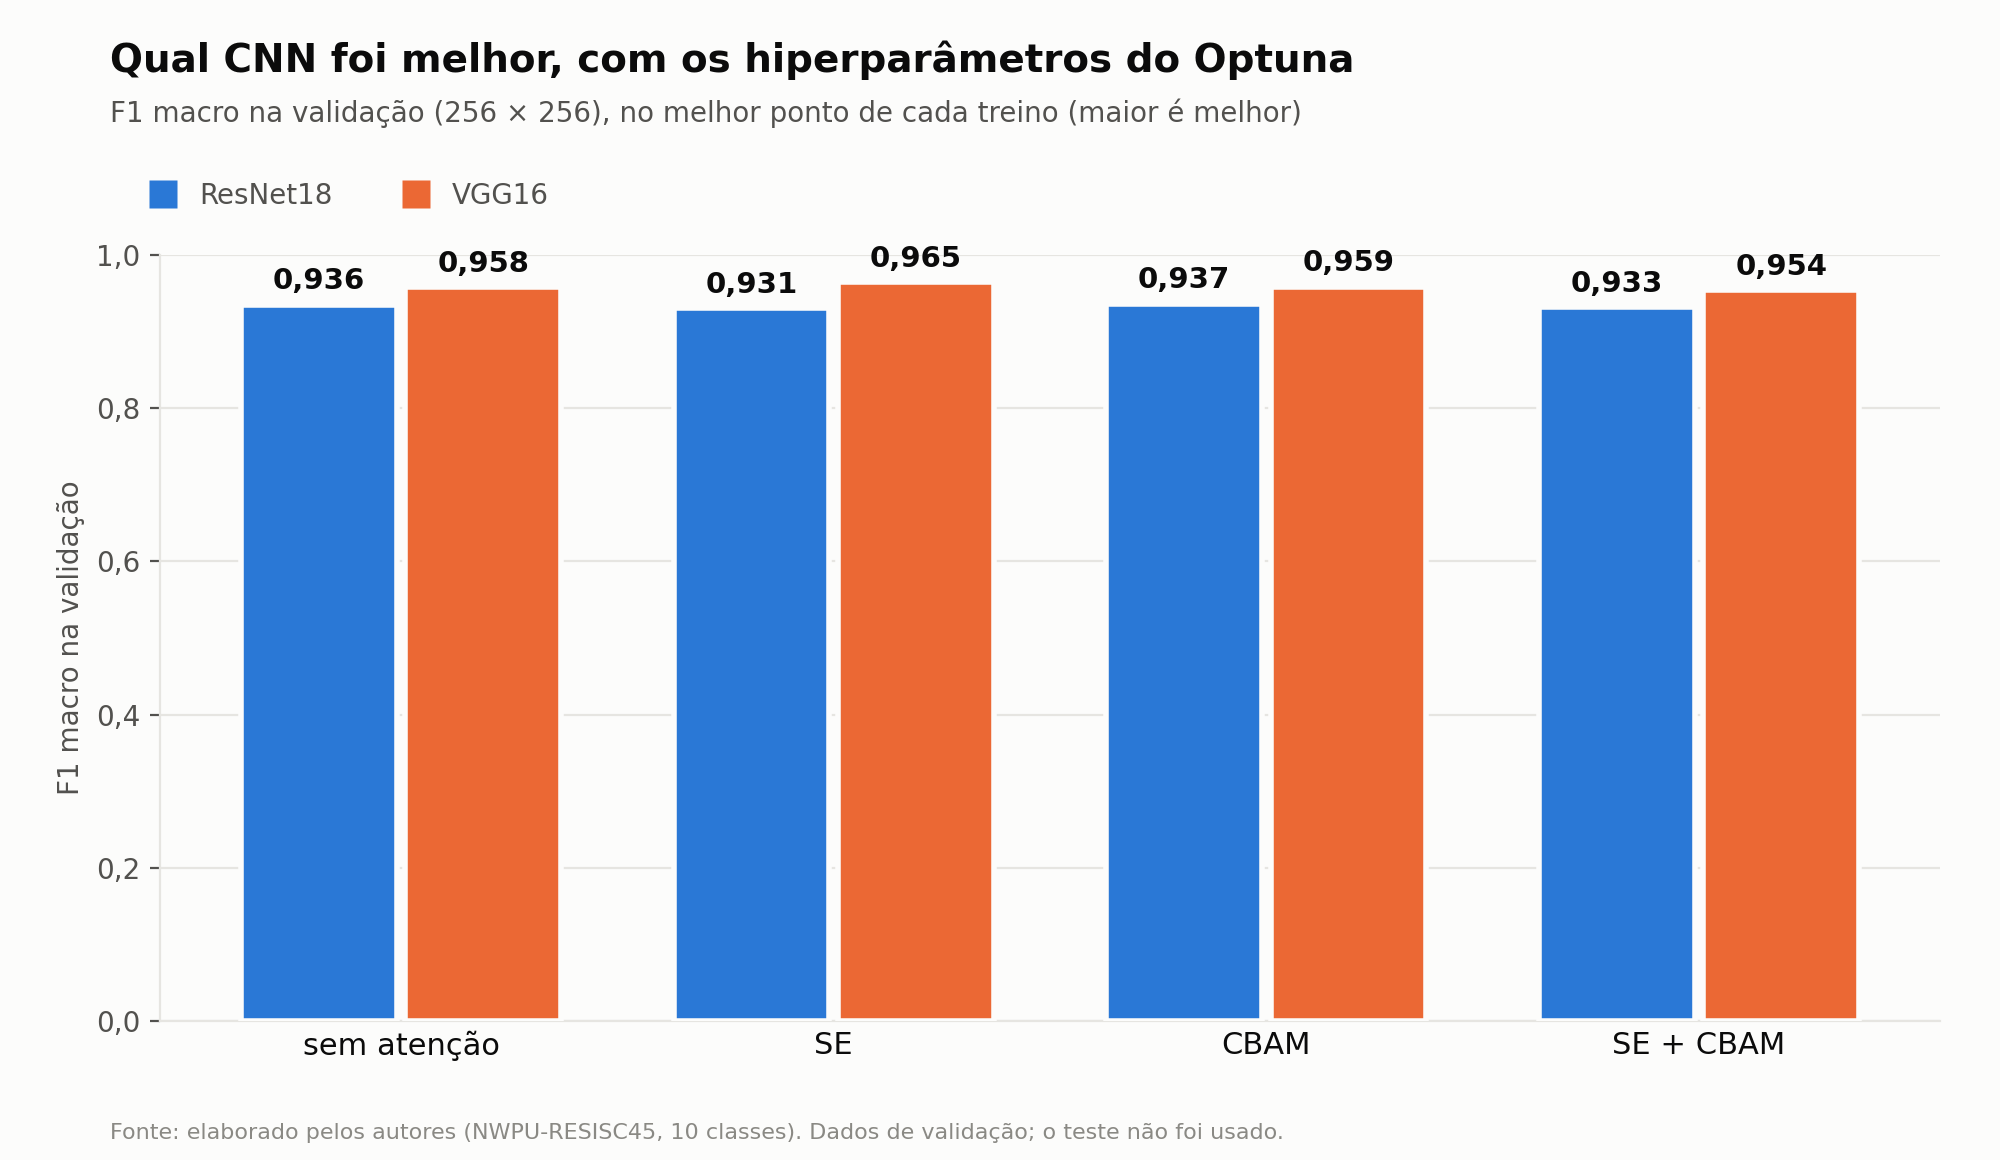 Qual CNN foi melhor, com os hiperparâmetros do Optuna
F1 macro na validação (256 × 256), no melhor ponto de cada treino (maior é melhor)
ResNet18 VGG16
1,0
0,936 0,958 0,931 0,965 0,937 0,959 0,933 0,954
0,8
0,6
0,4
0,2
0,0
F1 macro na validação
sem atenção SE CBAM SE + CBAM
Fonte: elaborado pelos autores (NWPU-RESISC45, 10 classes). Dados de validação; o teste não foi usado.